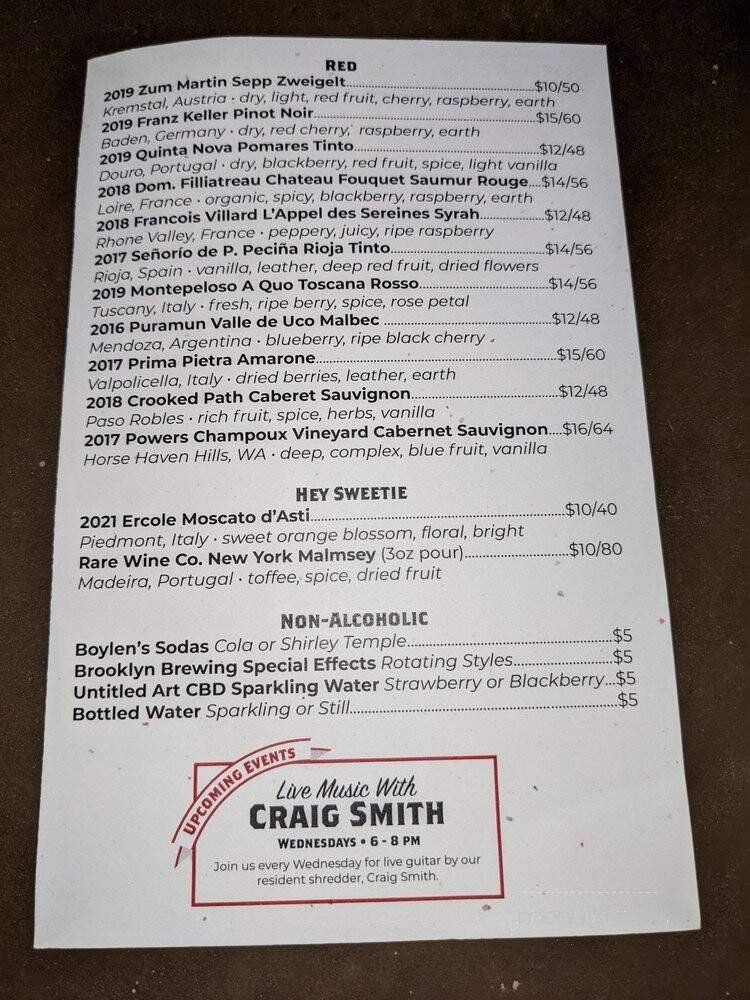 RED
2019 Zum Martin Sepp Zweigelt...$10/50
Kremstal, Austria · dry, light, red fruit, cherry, raspberry, earth
2019 Franz Keller Pinot Noir...$15/60
Baden, Germany · dry, red cherry, raspberry, earth
2019 Quinta Nova Pomares Tinto...$12/48
Douro, Portugal · dry, blackberry, red fruit, spice, light vanilla
2018 Dom. Filliatreau Chateau Fouquet Saumur Rouge...$14/56
Loire, France · organic, spicy, blackberry, raspberry, earth
2018 Francois Villard L'Appel des Sereines Syrah...$12/48
Rhone Valley, France · peppery, juicy, ripe raspberry
2017 Señorío de P. Peciña Rioja Tinto...$14/56
Rioja, Spain · vanilla, leather, deep red fruit, dried flowers
2019 Montepeloso A Quo Toscana Rosso...$14/56
Tuscany, Italy · fresh, ripe berry, spice, rose petal
2016 Puramun Valle de Uco Malbec ...$12/48
Mendoza, Argentina · blueberry, ripe black cherry
2017 Prima Pietra Amarone...$15/60
Valpolicella, Italy · dried berries, leather, earth
2018 Crooked Path Caberet Sauvignon...$12/48
Paso Robles · rich fruit, spice, herbs, vanilla
2017 Powers Champoux Vineyard Cabernet Sauvignon...$16/64
Horse Haven Hills, WA · deep, complex, blue fruit, vanilla
HEY SWEETIE
2021 Ercole Moscato d'Asti...$10/40
Piedmont, Italy · sweet orange blossom, floral, bright
Rare Wine Co. New York Malmsey (3oz pour)...$10/80
Madeira, Portugal · toffee, spice, dried fruit
NON-ALCOHOLIC
Boylen's Sodas Cola or Shirley Temple...$5
Brooklyn Brewing Special Effects Rotating Styles...$5
Untitled Art CBD Sparkling Water Strawberry or Blackberry...$5
Bottled Water Sparkling or Still...$5
UPCOMING EVENTS
Live Music With
CRAIG SMITH
WEDNESDAYS • 6 - 8 PM
Join us every Wednesday for live guitar by our
resident shredder, Craig Smith.